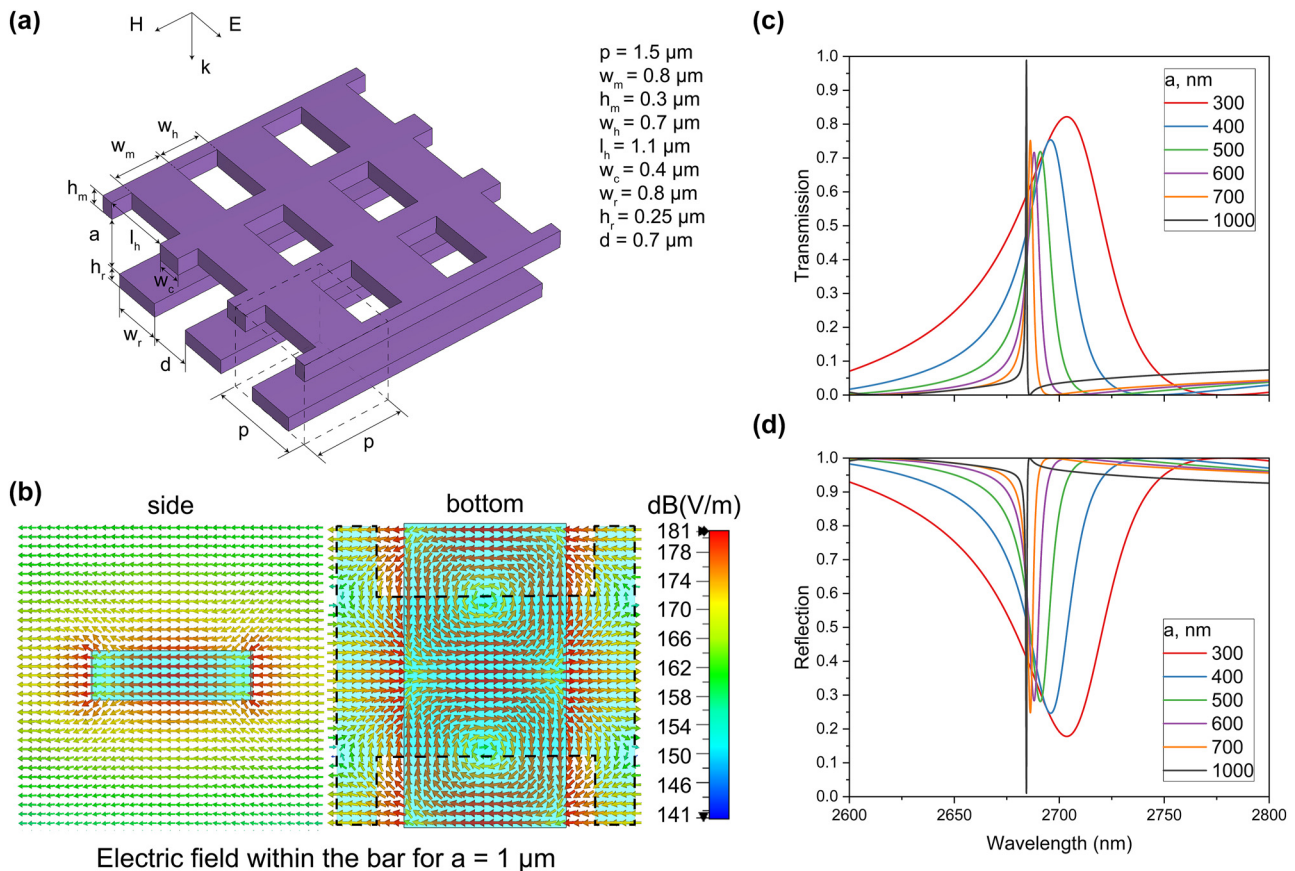 (a)
H
E
k
p = 1.5 µm
wm = 0.8 µm
hm = 0.3 µm
wh = 0.7 µm
lh = 1.1 µm
wc = 0.4 µm
wr = 0.8 µm
hr = 0.25 µm
d = 0.7 µm
wh
wm
hm
a
lh
hr
wc
wr
d
p
p
(b)
side
bottom
dB(V/m)
181
178
174
170
166
162
158
154
150
146
141
Electric field within the bar for a = 1 µm
(c)
Transmission
1.0
0.9
0.8
0.7
0.6
0.5
0.4
0.3
0.2
0.1
0.0
a, nm
300
400
500
600
700
1000
2600
2650
2700
2750
2800
(d)
Reflection
1.0
0.9
0.8
0.7
0.6
0.5
0.4
0.3
0.2
0.1
0.0
a, nm
300
400
500
600
700
1000
2600
2650
2700
2750
2800
Wavelength (nm)